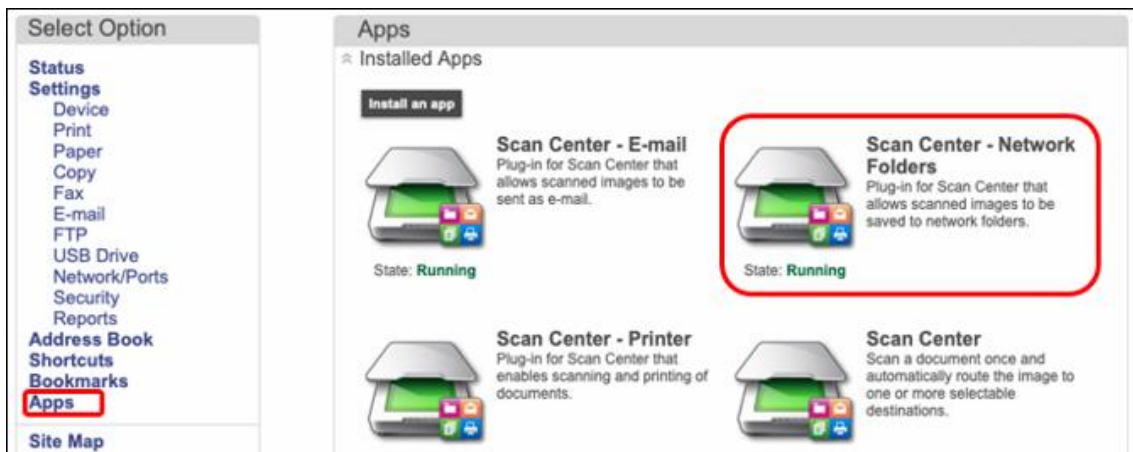 Select Option
Status
Settings
Device
Print
Paper
Copy
Fax
E-mail
FTP
USB Drive
Network/Ports
Security
Reports
Address Book
Shortcuts
Bookmarks
Apps
Site Map
Apps
Installed Apps
Install an app
Scan Center - E-mail
Plug-in for Scan Center that
allows scanned images to be
sent as e-mail.
State: Running
Scan Center - Network
Folders
Plug-in for Scan Center that
allows scanned images to be
saved to network folders.
State: Running
Scan Center - Printer
Plug-in for Scan Center that
enables scanning and printing of
documents.
Scan Center
Scan a document once and
automatically route the image to
one or more selectable
destinations.